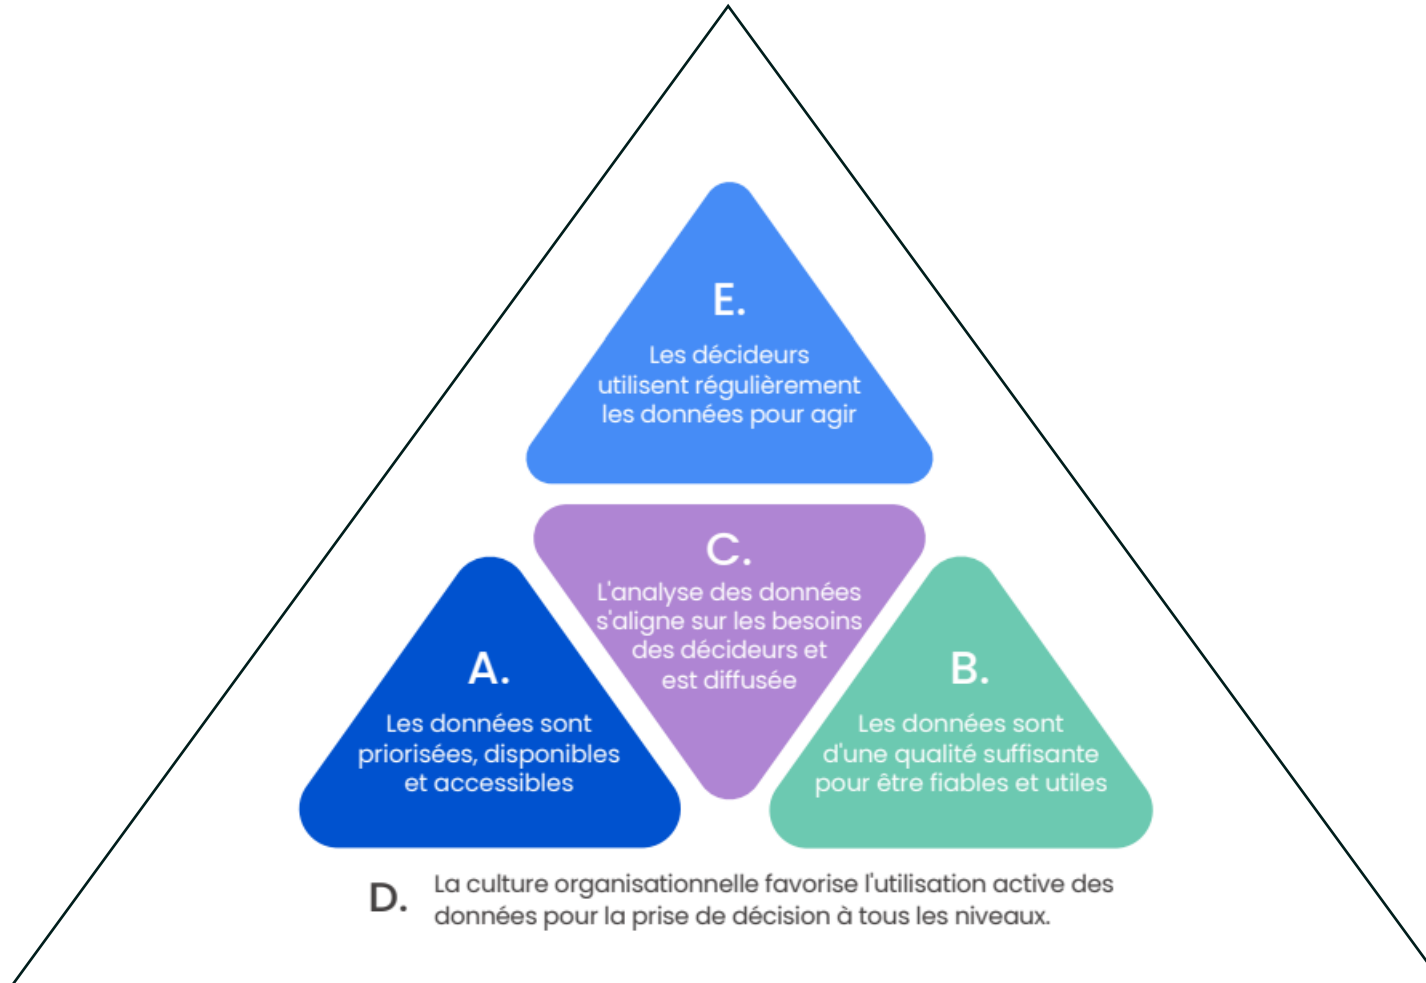 E.
Les décideurs
utilisent régulièrement
les données pour agir
C.
L'analyse des données
s'aligne sur les besoins
des décideurs et
est diffusée
A.
Les données sont
priorisées, disponibles
et accessibles
B.
Les données sont
d'une qualité suffisante
pour être fiables et utiles
D.
La culture organisationnelle favorise l'utilisation active des
données pour la prise de décision à tous les niveaux.